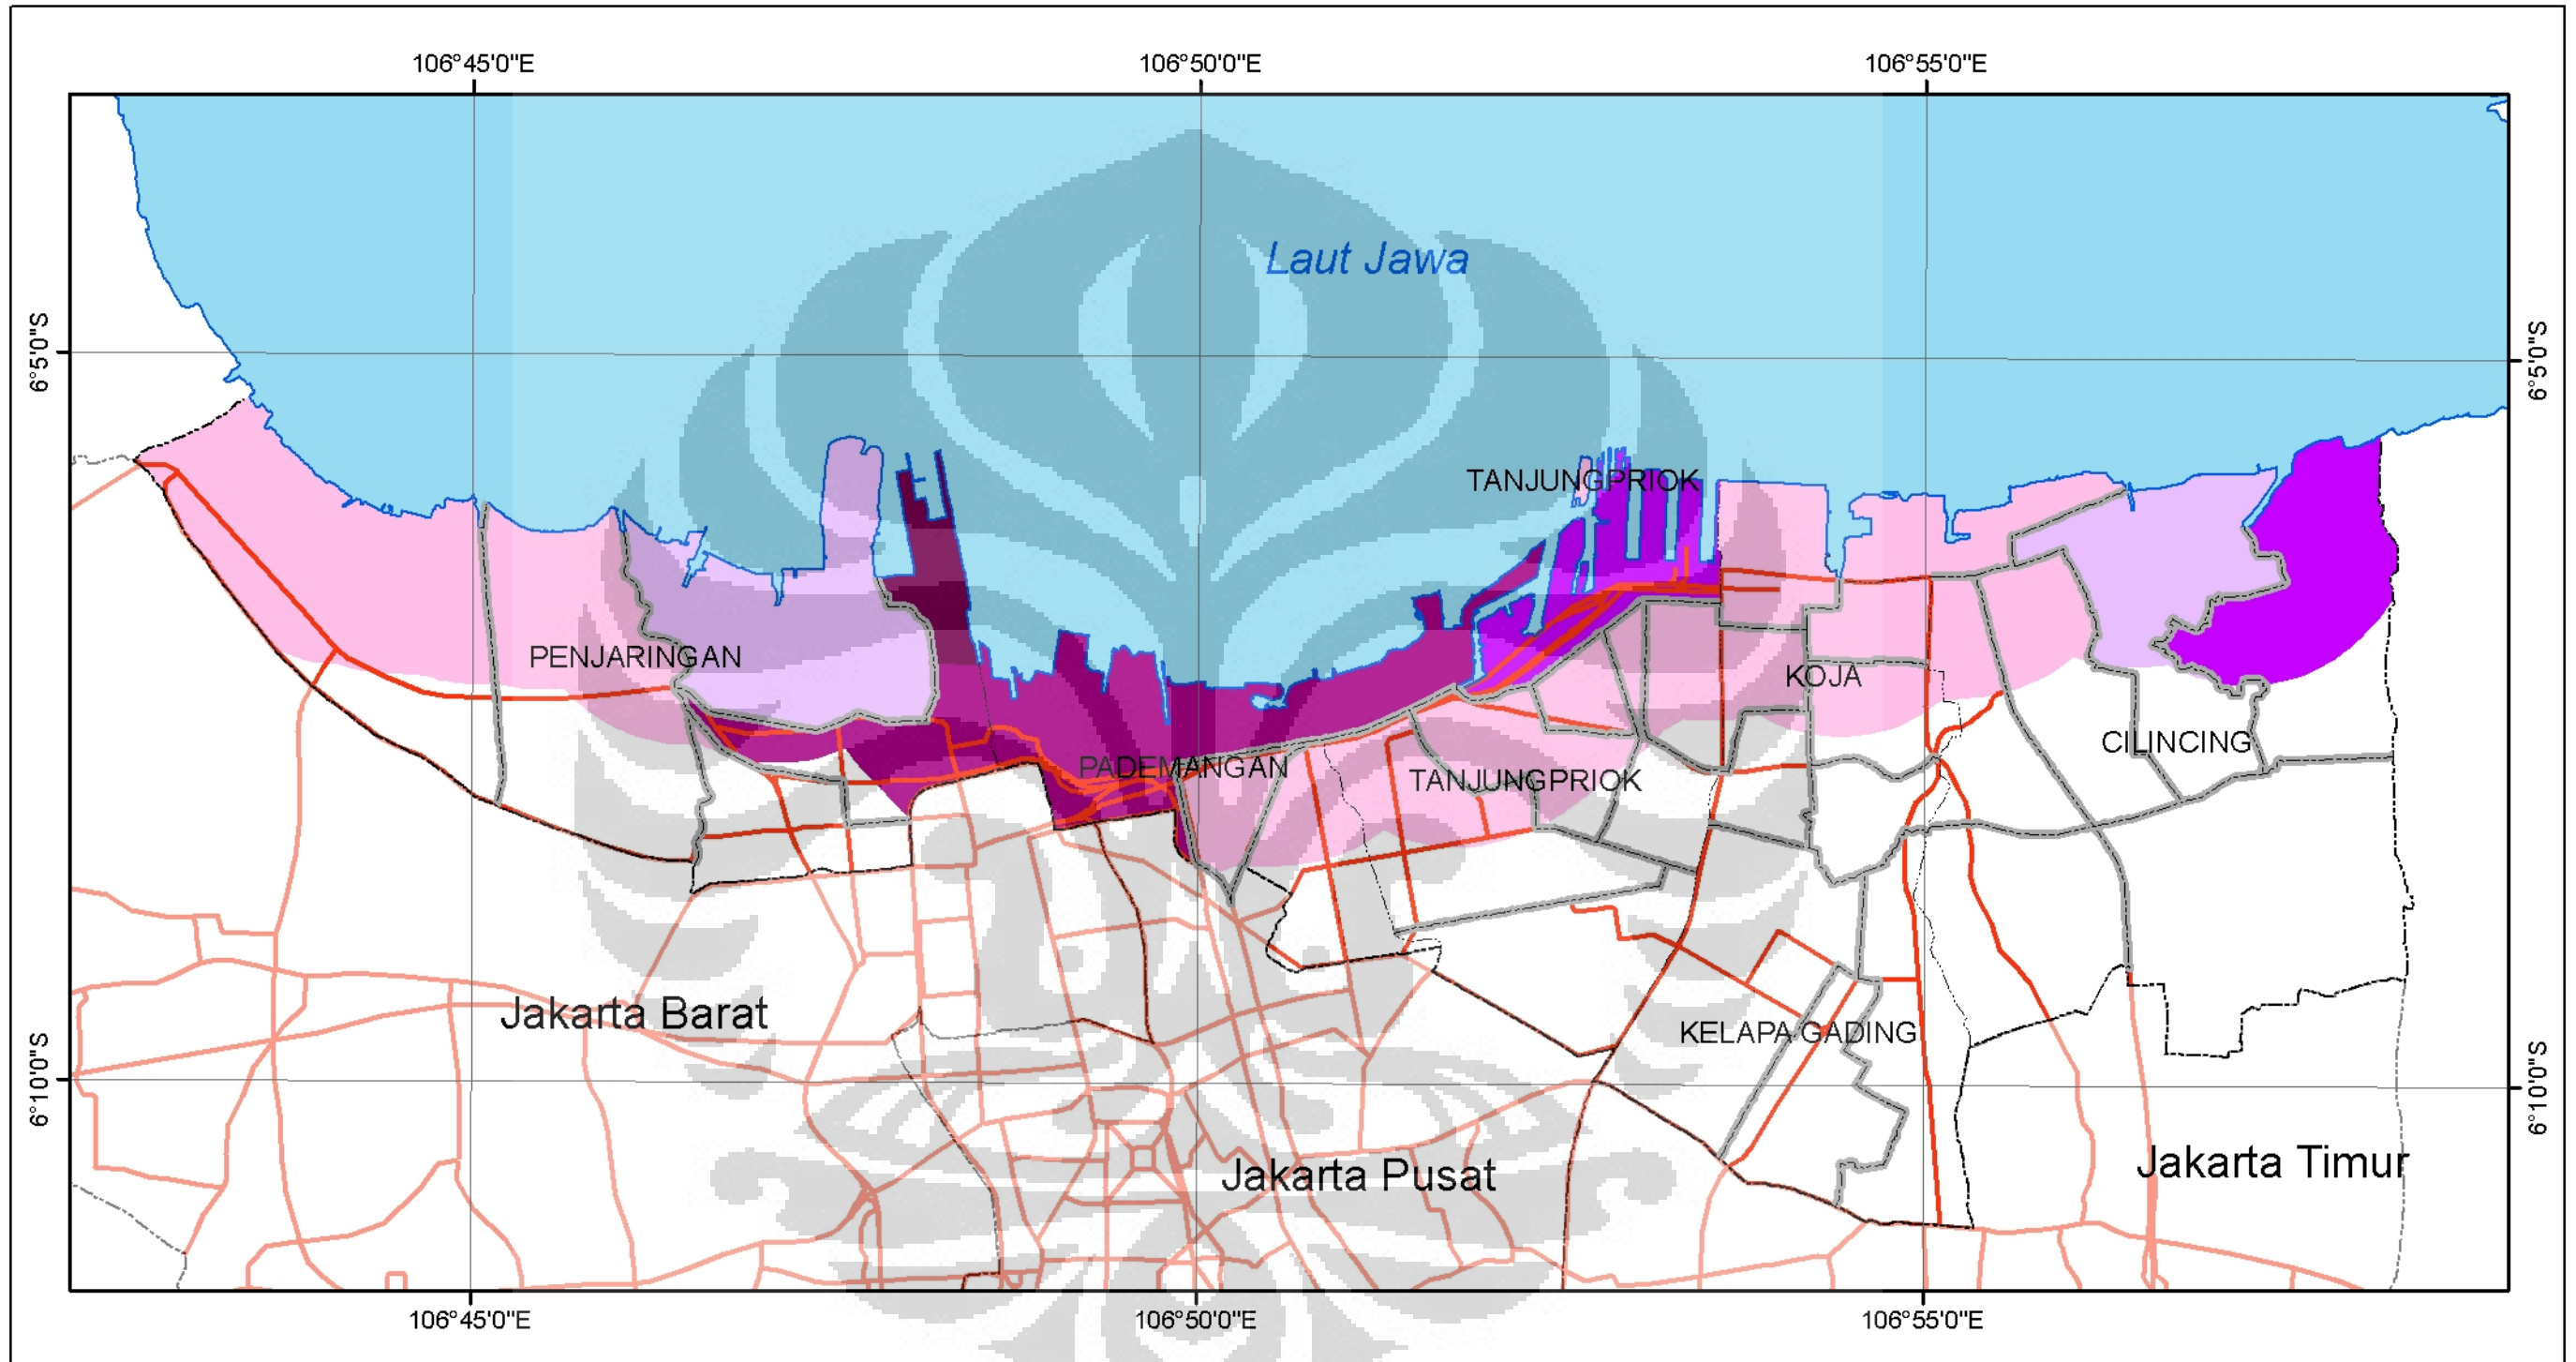 106°45'0"E
106°50'0"E
106°55'0"E
Laut Jawa
6°5'0"S
6°5'0"S
TANJUNGPRIOK
PENJARINGAN
KOJA
CILINCING
PADEMANGAN
TANJUNGPRIOK
Jakarta Barat
KELAPA GADING
6°10'0"S
6°10'0"S
Jakarta Pusat
Jakarta Timur
106°45'0"E
106°50'0"E
106°55'0"E